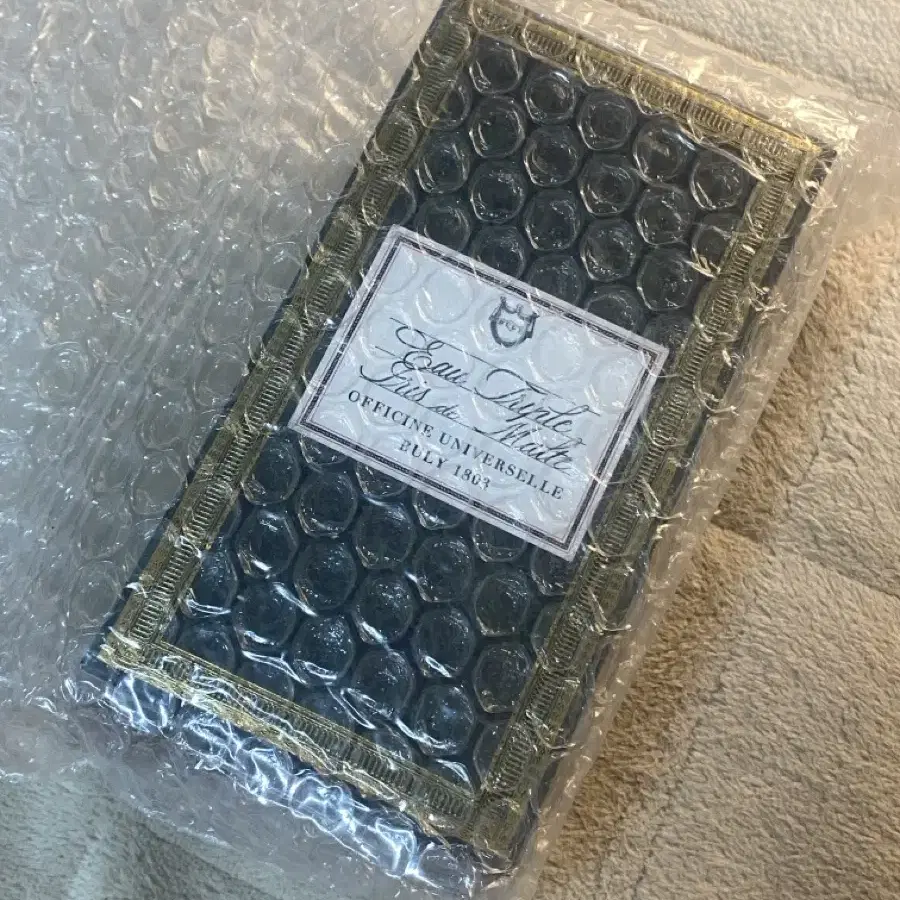 Eau Triple
Iris de Malte
OFFICINE UNIVERSELLE
BULY 1803